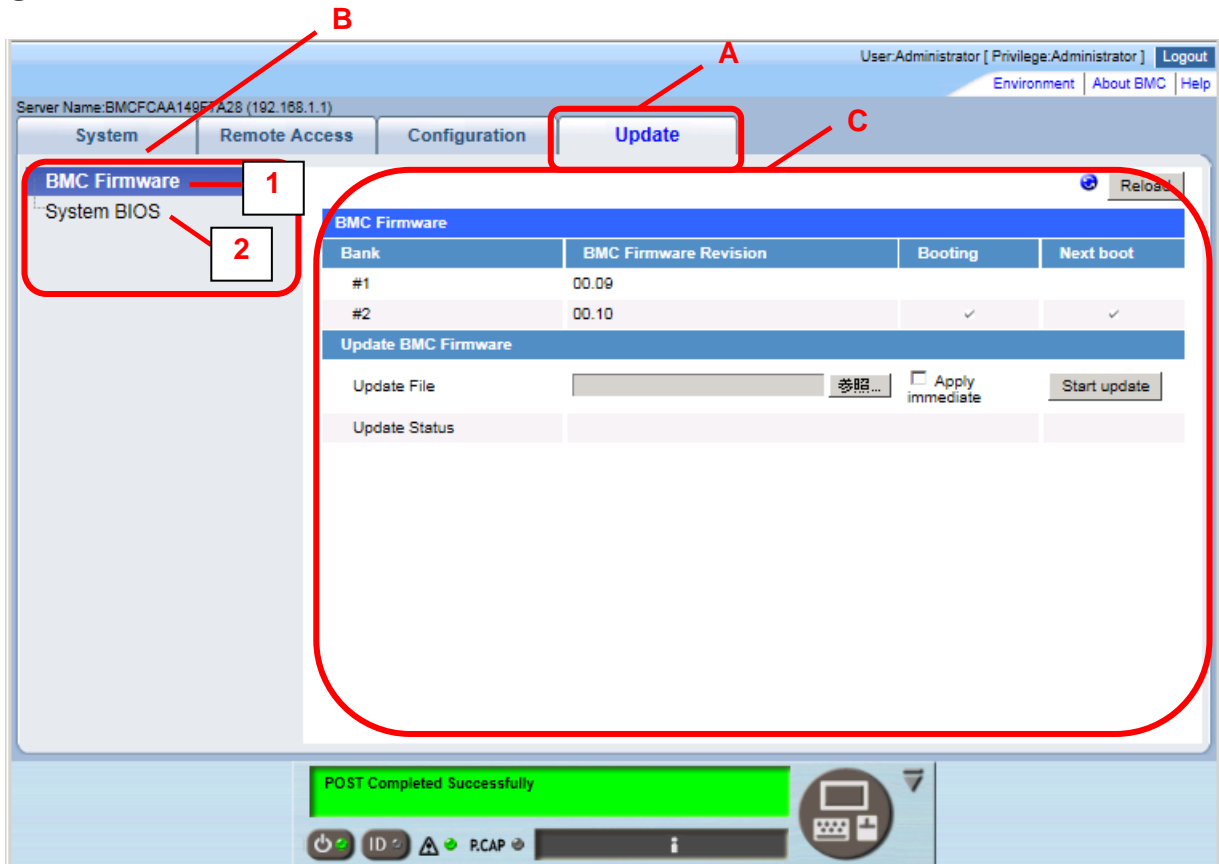 B
User:Administrator [ Privilege:Administrator ] Logout
A
Environment | About BMC | Help
Server Name:BMCFCAA149F7A28 (192.168.1.1)
System Remote Access Configuration Update
C
BMC Firmware
1
Reload
System BIOS
2
BMC Firmware
Bank BMC Firmware Revision Booting Next boot
#1 00.09
#2 00.10
Update BMC Firmware
Update File 参照... Apply immediate Start update
Update Status
POST Completed Successfully
ID P.CAP i